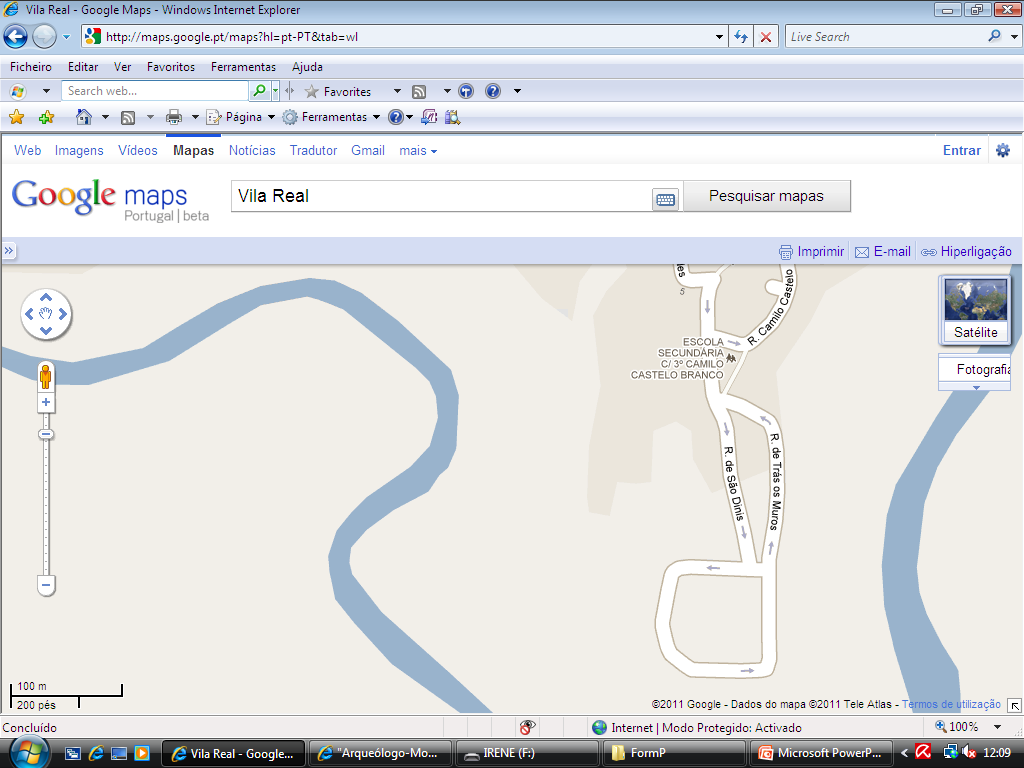 Vila Real - Google Maps - Windows Internet Explorer
http://maps.google.pt/maps?hl=pt-PT&tab=wl
Live Search
Ficheiro Editar Ver Favoritos Ferramentas Ajuda
Search web...
Favorites
Página
Ferramentas
Web Imagens Vídeos Mapas Notícias Tradutor Gmail mais
Entrar
Google maps
Portugal | beta
Vila Real
Pesquisar mapas
Imprimir
E-mail
Hiperligação
Satélite
Fotografia
5
R. Camilo Castelo
ESCOLA
SECUNDÁRIA
C/ 3º CAMILO
CASTELO BRANCO
R. de São Dinis
R. de Trás os Muros
100 m
200 pés
©2011 Google - Dados do mapa ©2011 Tele Atlas - Termos de utilização
Concluído
Internet | Modo Protegido: Activado
100%
Vila Real - Google...
"Arqueólogo-Mo...
IRENE (F:)
FormP
Microsoft PowerP...
12:09